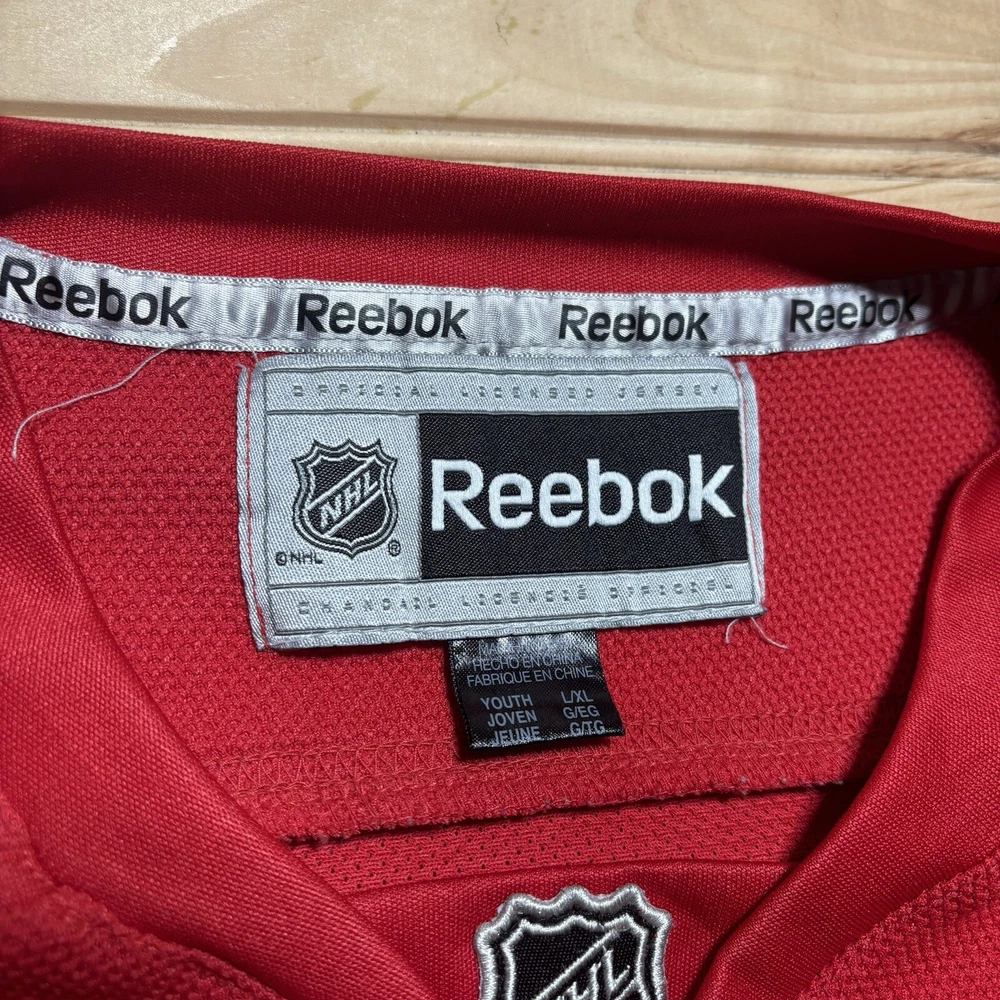 Reebok Reebok Reebok Reebok
OFFICIAL LICENSED JERSEY
NHL
Reebok
©NHL ®
CHANDAIL LICENCIÉ OFFICIEL
HECHO EN CHINA
FABRIQUE EN CHINE
YOUTH L/XL
JOVEN G/EG
JEUNE G/TG
NHL